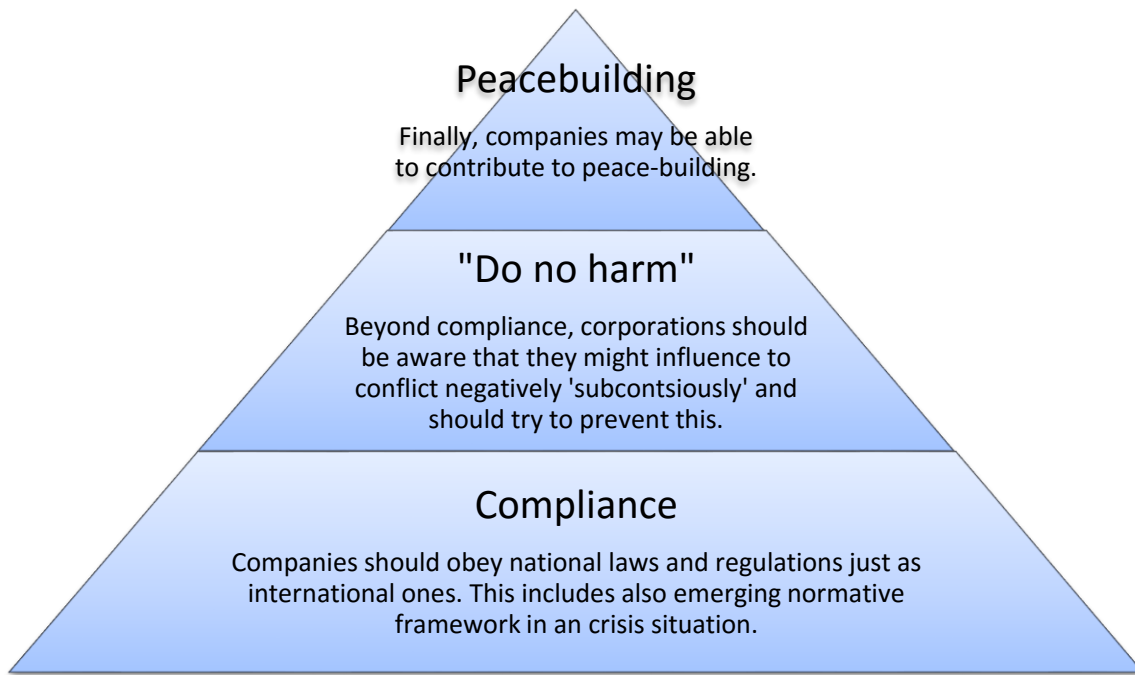 Peacebuilding
Finally, companies may be able
to contribute to peace-building.
"Do no harm"
Beyond compliance, corporations should
be aware that they might influence to
conflict negatively 'subcontsiously' and
should try to prevent this.
Compliance
Companies should obey national laws and regulations just as
international ones. This includes also emerging normative
framework in an crisis situation.